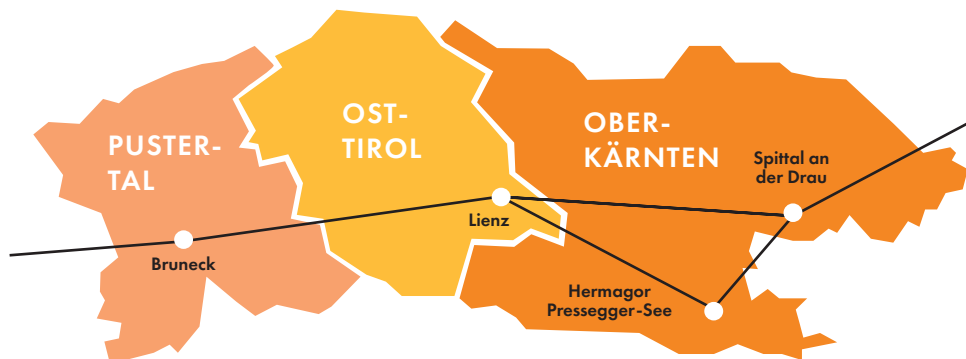 PUSTER-
TAL
OST-
TIROL
OBER-
KÄRNTEN
Spittal an
der Drau
Lienz
Bruneck
Hermagor
Pressegger-See